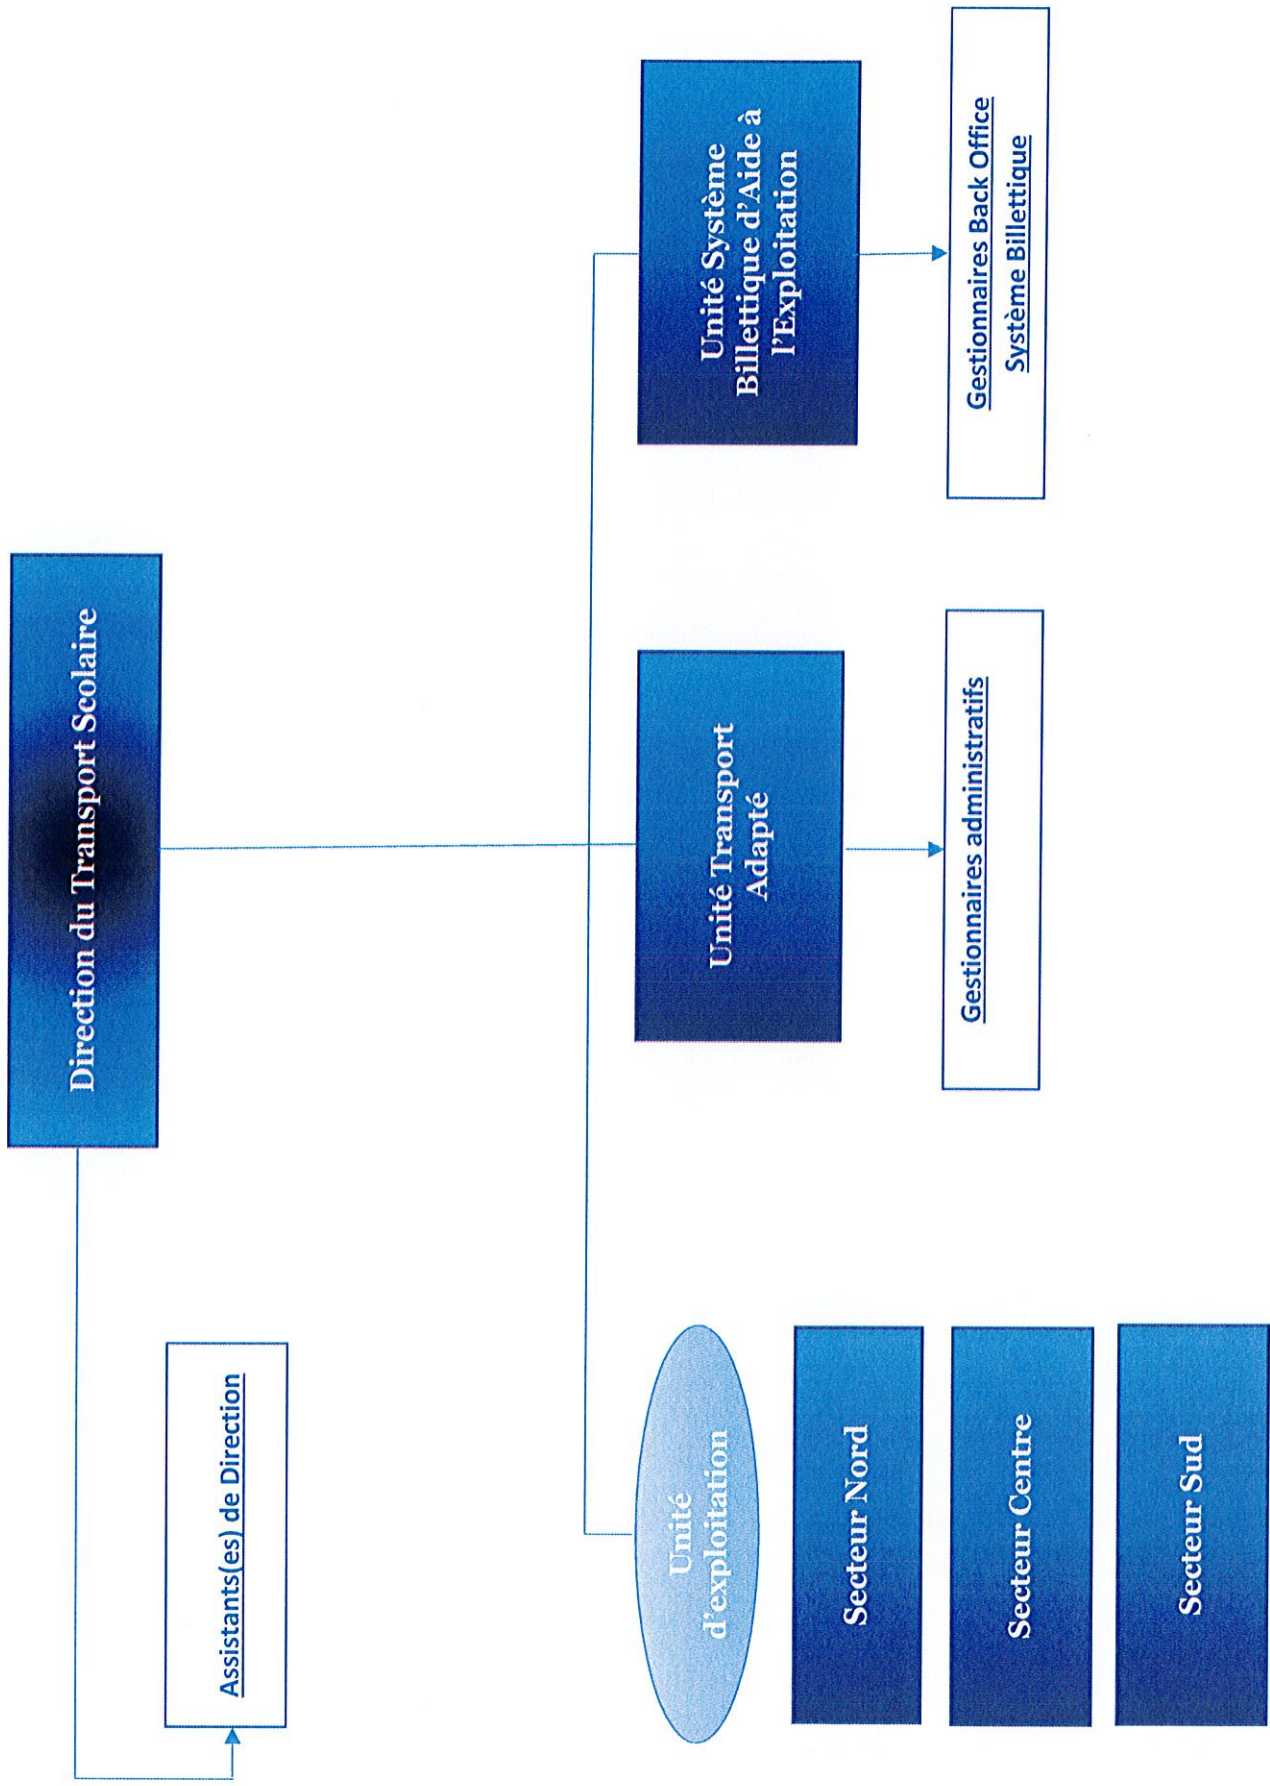 Direction du Transport Scolaire
Assistants(es) de Direction
Unité
d'exploitation
Secteur Nord
Secteur Centre
Secteur Sud
Unité Transport
Adapté
Gestionnaires administratifs
Unité Système
Billettique d'Aide à
l'Exploitation
Gestionnaires Back Office
Système Billettique